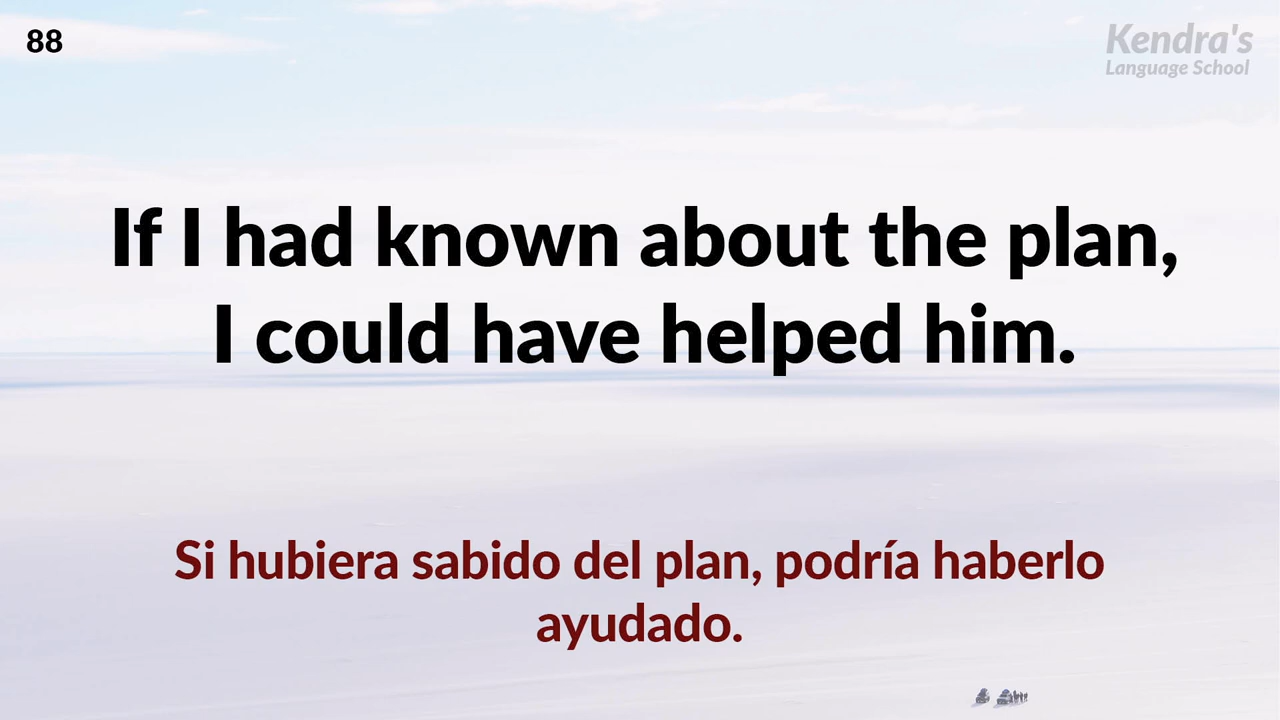 88
Kendra's
Language School
If I had known about the plan,
I could have helped him.
Si hubiera sabido del plan, podría haberlo
ayudado.